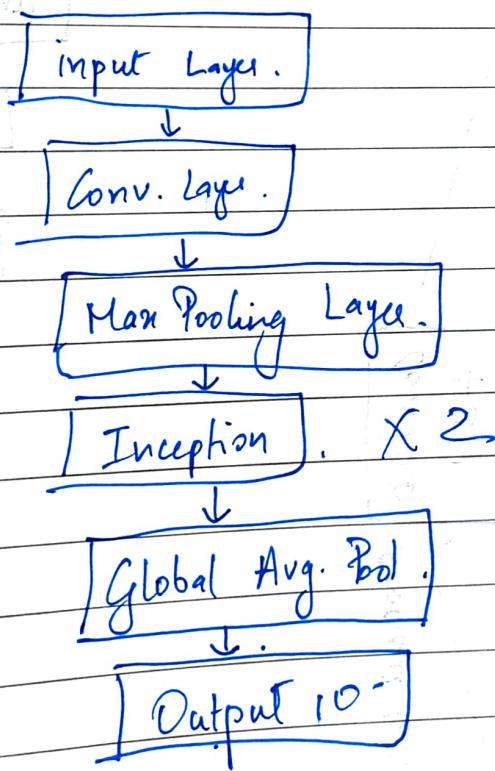 input Layer.
Conv. Layer.
Max Pooling Layer.
Inception. X 2
Global Avg. Pool.
Output 10